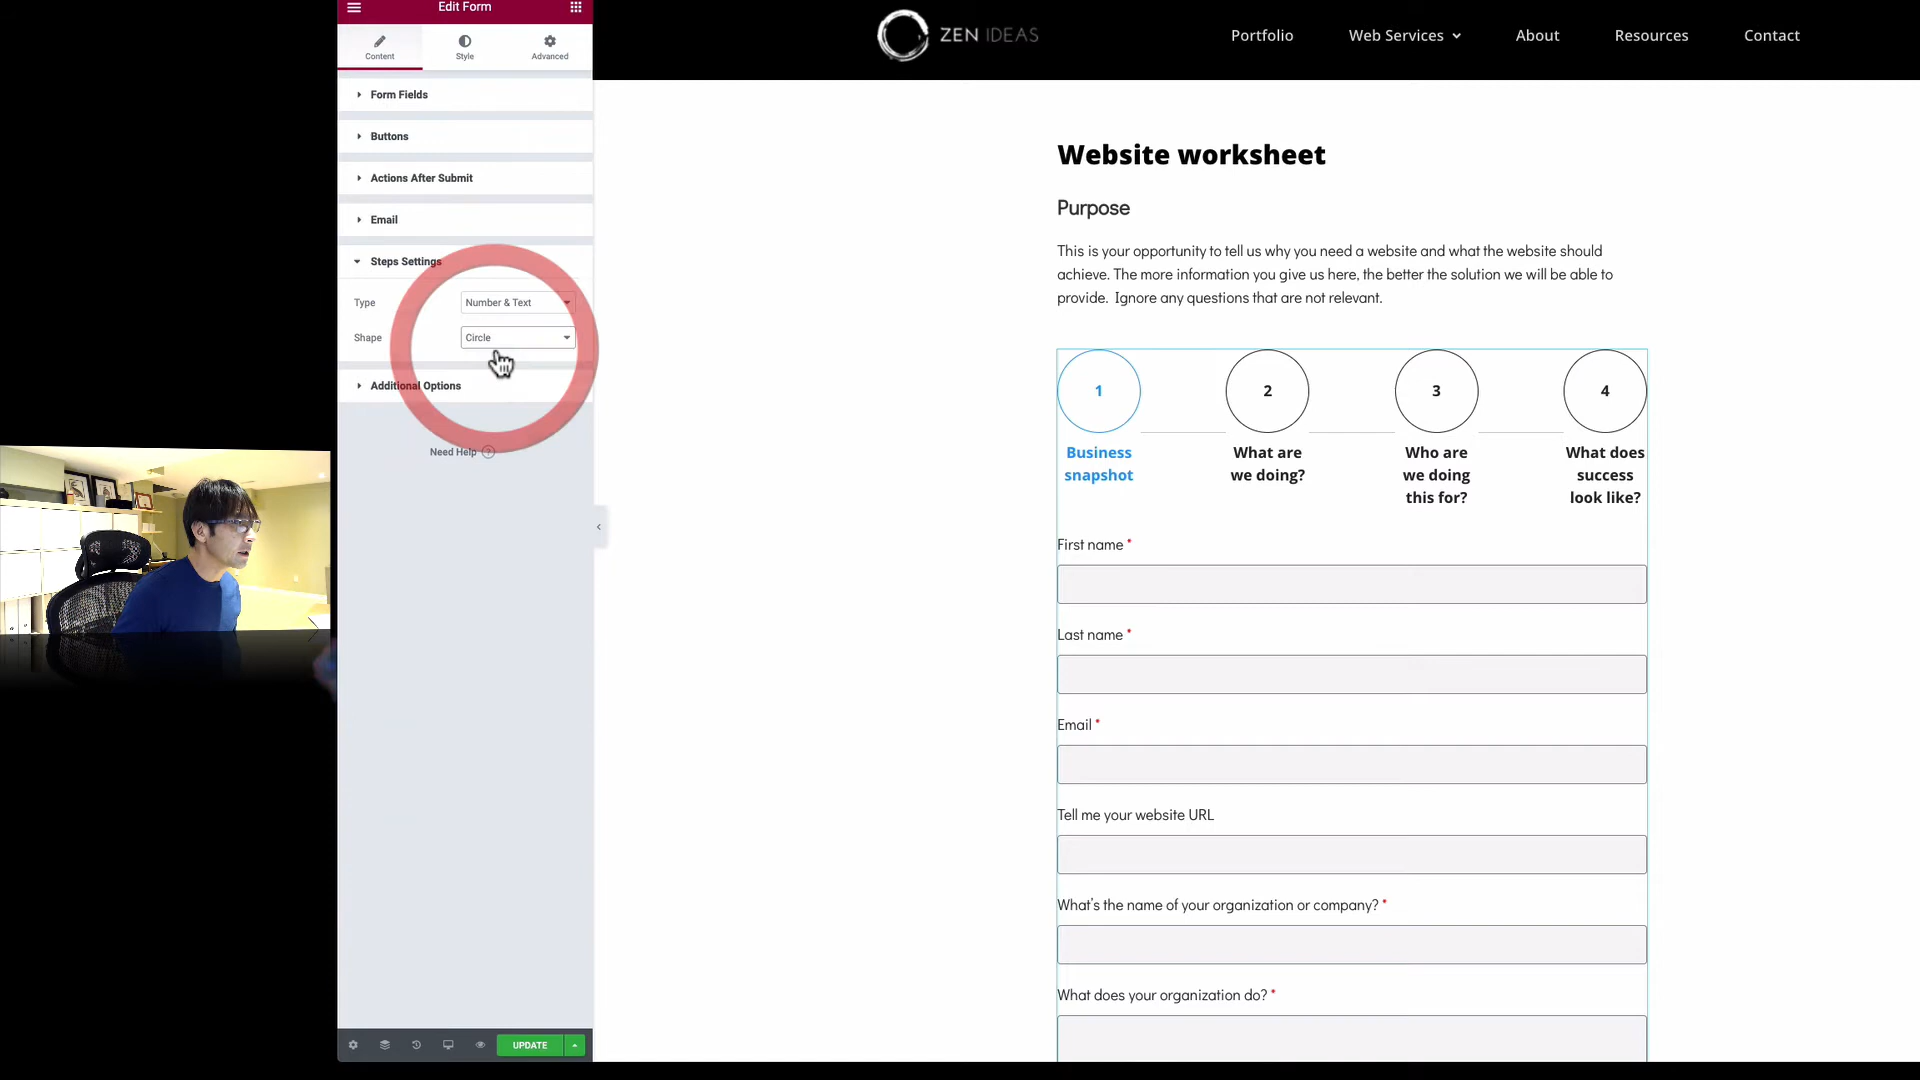 Edit Form
Content
Style
Advanced
Form Fields
Buttons
Actions After Submit
Email
Steps Settings
Type
Number & Text
Shape
Circle
Additional Options
Need Help ?
UPDATE
ZEN IDEAS
Portfolio
Web Services
About
Resources
Contact
Website worksheet
Purpose
This is your opportunity to tell us why you need a website and what the website should
achieve. The more information you give us here, the better the solution we will be able to
provide. Ignore any questions that are not relevant.
1
2
3
4
Business
snapshot
What are
we doing?
Who are
we doing
this for?
What does
success
look like?
First name *
Last name *
Email *
Tell me your website URL
What's the name of your organization or company? *
What does your organization do? *